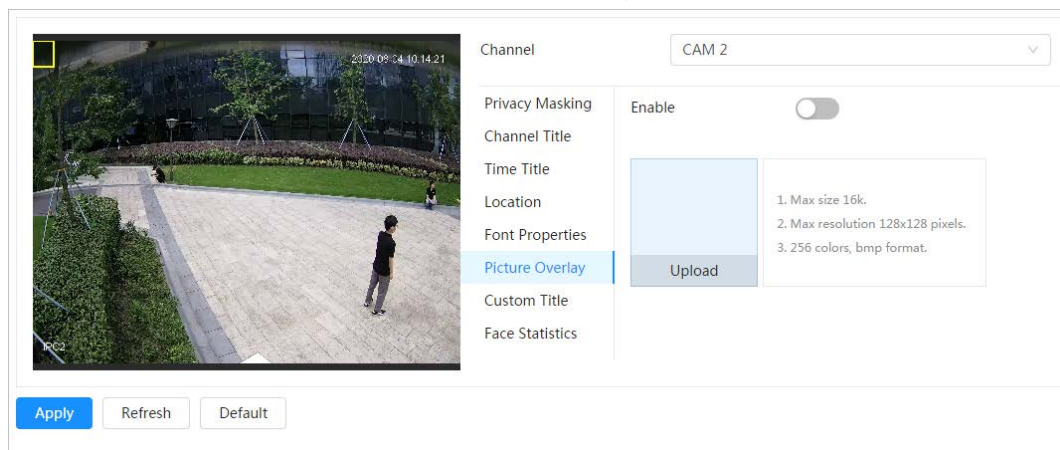 2020 08 04 10.14.21
IPC2
Channel
CAM 2
Privacy Masking
Channel Title
Time Title
Location
Font Properties
Picture Overlay
Custom Title
Face Statistics
Enable
Upload
1. Max size 16k.
2. Max resolution 128x128 pixels.
3. 256 colors, bmp format.
Apply
Refresh
Default